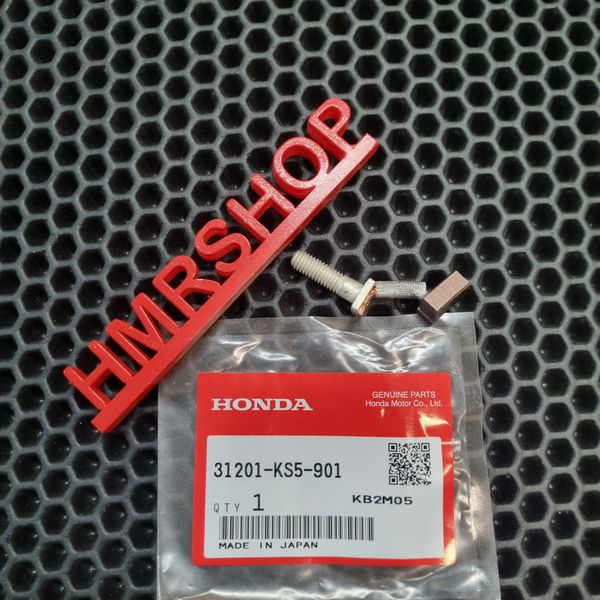 HMRSHOP
GENUINE PARTS
HONDA
Honda Motor Co., Ltd.
31201-KS5-901
QTY 1
KB2M05
MADE IN JAPAN